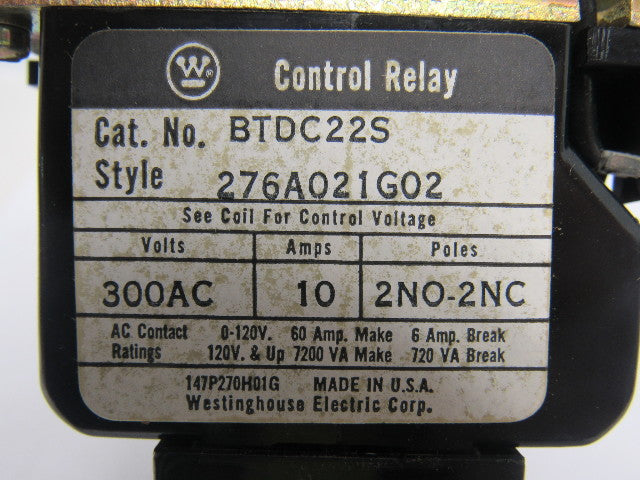 W® Control Relay
Cat. No. BTDC22S
Style 276A021G02
See Coil For Control Voltage
Volts Amps Poles
300AC 10 2NO-2NC
AC Contact 0-120V. 60 Amp. Make 6 Amp. Break
Ratings 120V. & Up 7200 VA Make 720 VA Break
147P270H01G MADE IN U.S.A.
Westinghouse Electric Corp.